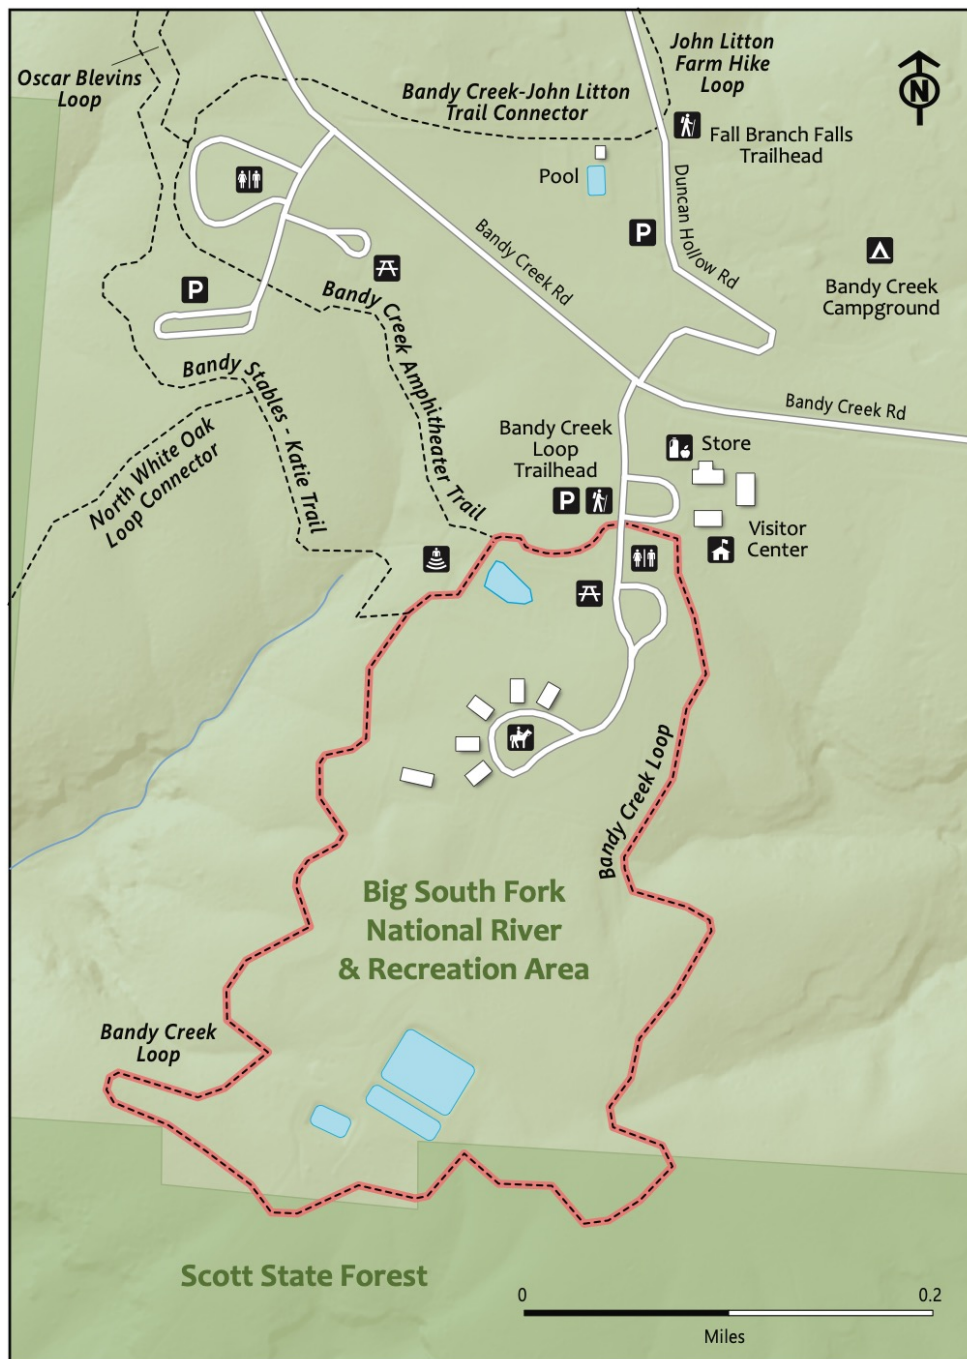 Oscar Blevins
Loop
Bandy Creek-John Litton
Trail Connector
John Litton
Farm Hike
Loop
N
Fall Branch Falls
Trailhead
Pool
Duncan Hollow Rd
P
Bandy Creek Rd
Bandy Creek
Campground
P
Bandy Creek Amphitheater Trail
Bandy Stables - Katie Trail
North White Oak
Loop Connector
Bandy Creek Rd
Bandy Creek
Loop
Trailhead
P
Store
Visitor
Center
Bandy Creek Loop
Big South Fork
National River
& Recreation Area
Bandy Creek
Loop
Scott State Forest
0
0.2
Miles